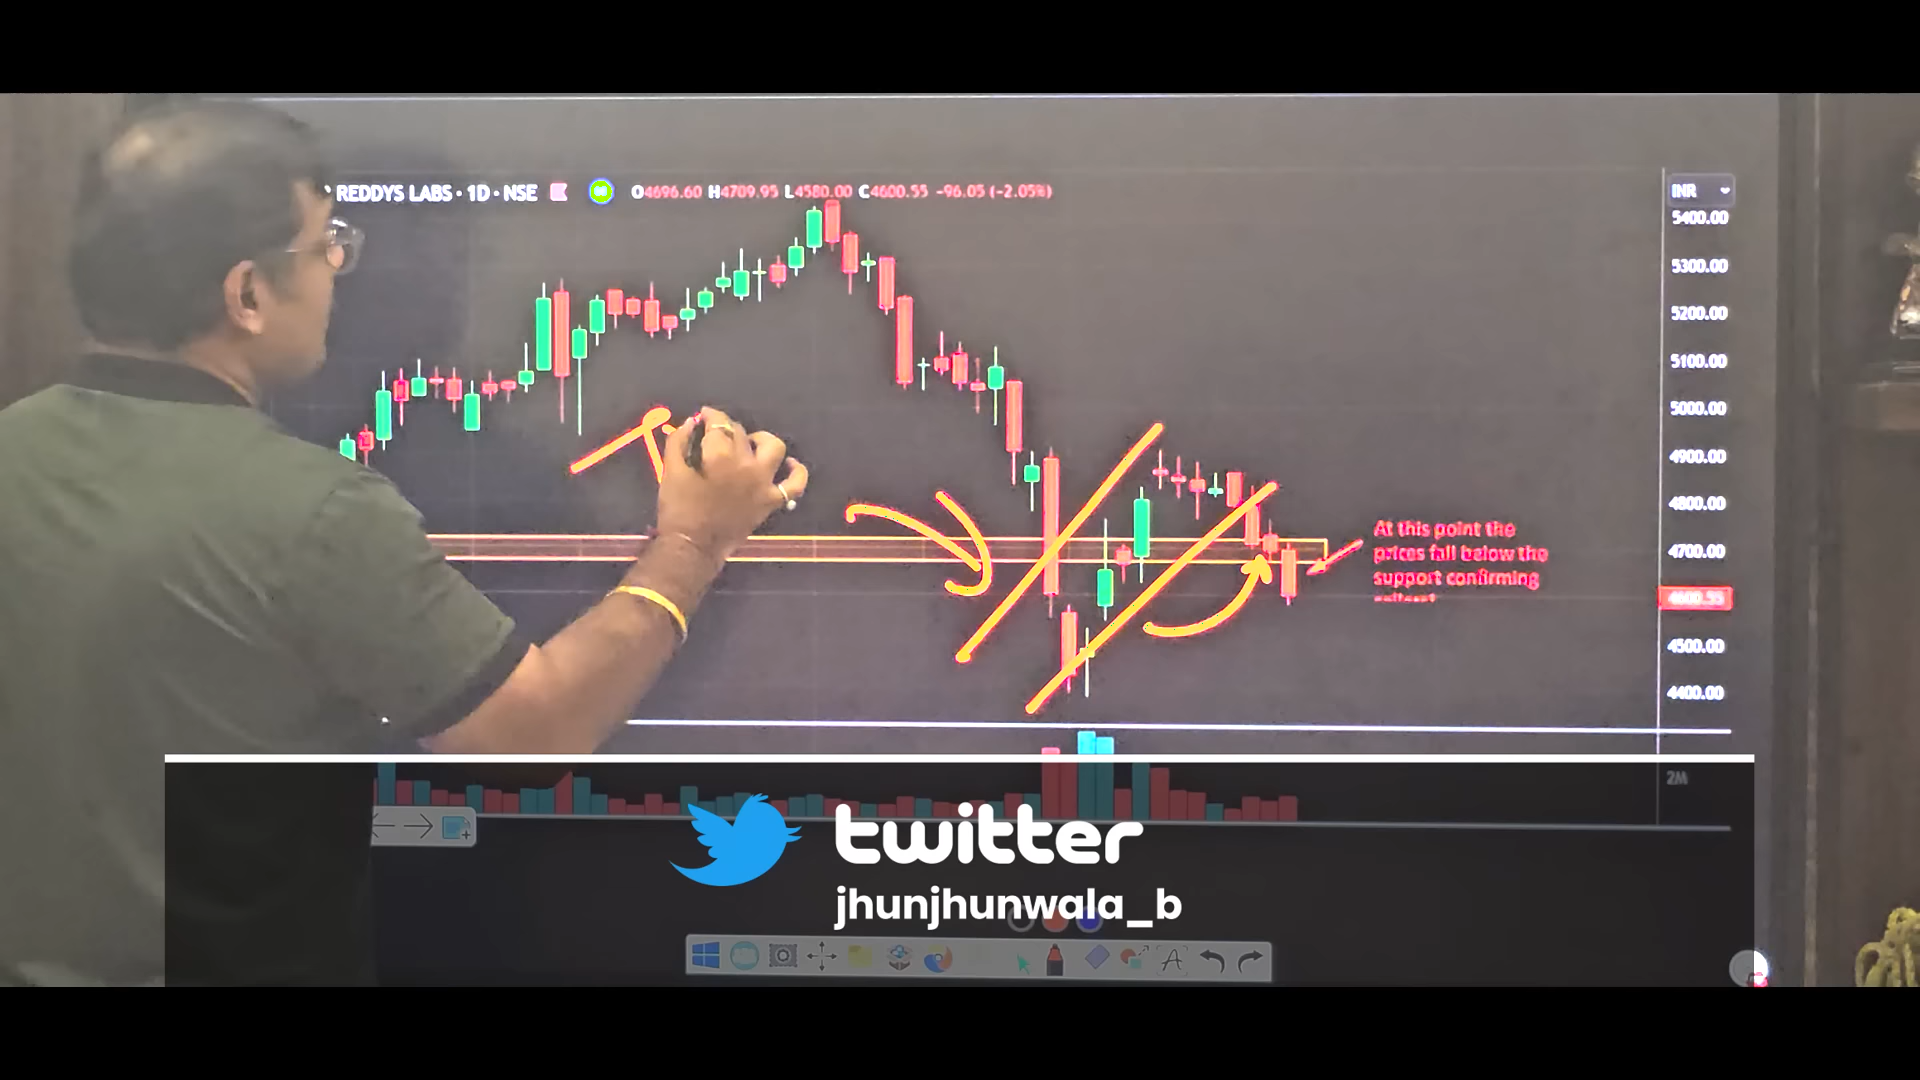 REDDYS LABS · 1D · NSE
O4696.60 H4709.95 L4580.00 C4600.55 -96.05 (-2.05%)
INR
5400.00
5300.00
5200.00
5100.00
5000.00
4900.00
4800.00
4700.00
4600.55
4500.00
4400.00
2M
At this point the
prices fall below the
support confirming
twitter
jhunjhunwala_b